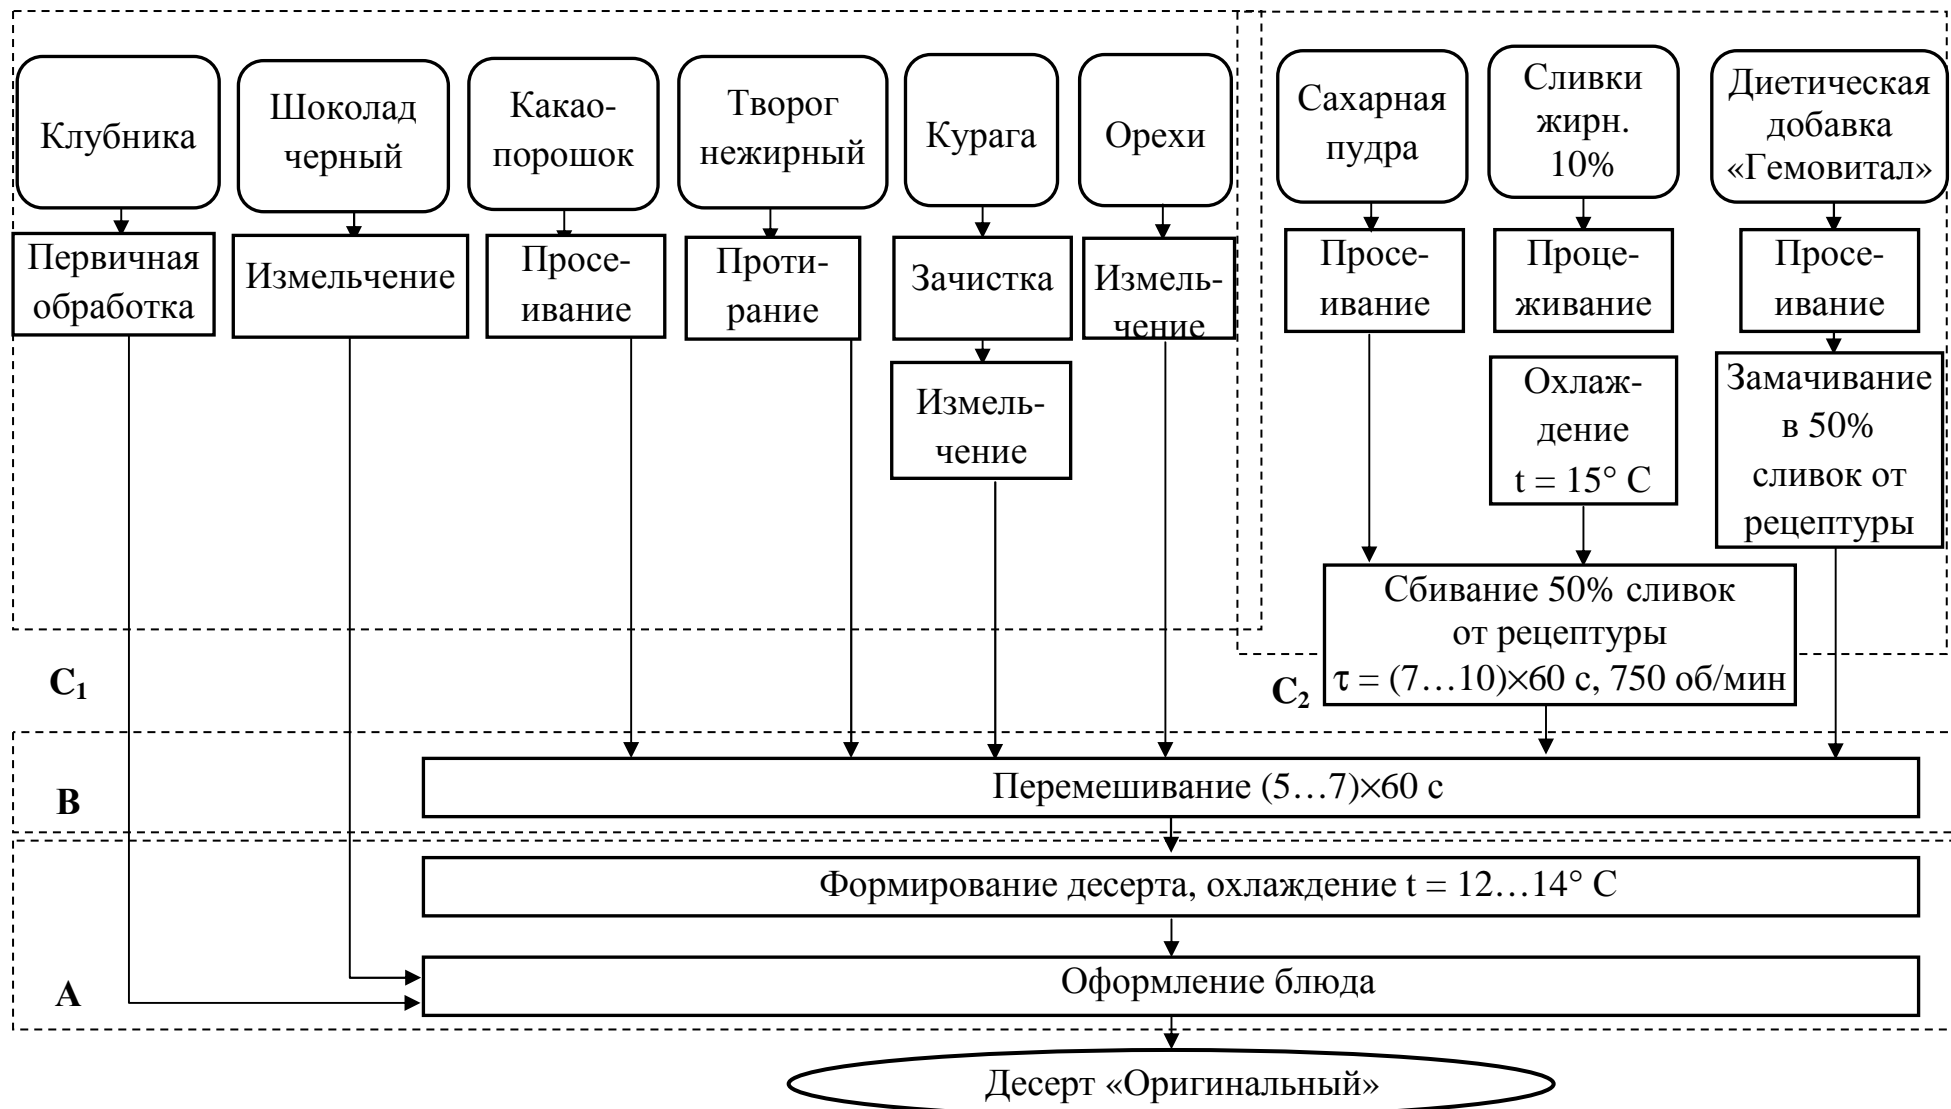 Клубника
Шоколад
черный
Какао-
порошок
Творог
нежирный
Курага
Орехи
Сахарная
пудра
Сливки
жирн.
10%
Диетическая
добавка
«Гемовитал»
Первичная
обработка
Измельчение
Просе-
ивание
Проти-
рание
Зачистка
Измель-
чение
Просе-
ивание
Проце-
живание
Просе-
ивание
Измель-
чение
Охлаж-
дение
t = 15° С
Замачивание
в 50%
сливок от
рецептуры
Сбивание 50% сливок
от рецептуры
τ = (7…10)×60 с, 750 об/мин
С₁
С₂
В
Перемешивание (5…7)×60 с
Формирование десерта, охлаждение t = 12…14° С
А
Оформление блюда
Десерт «Оригинальный»